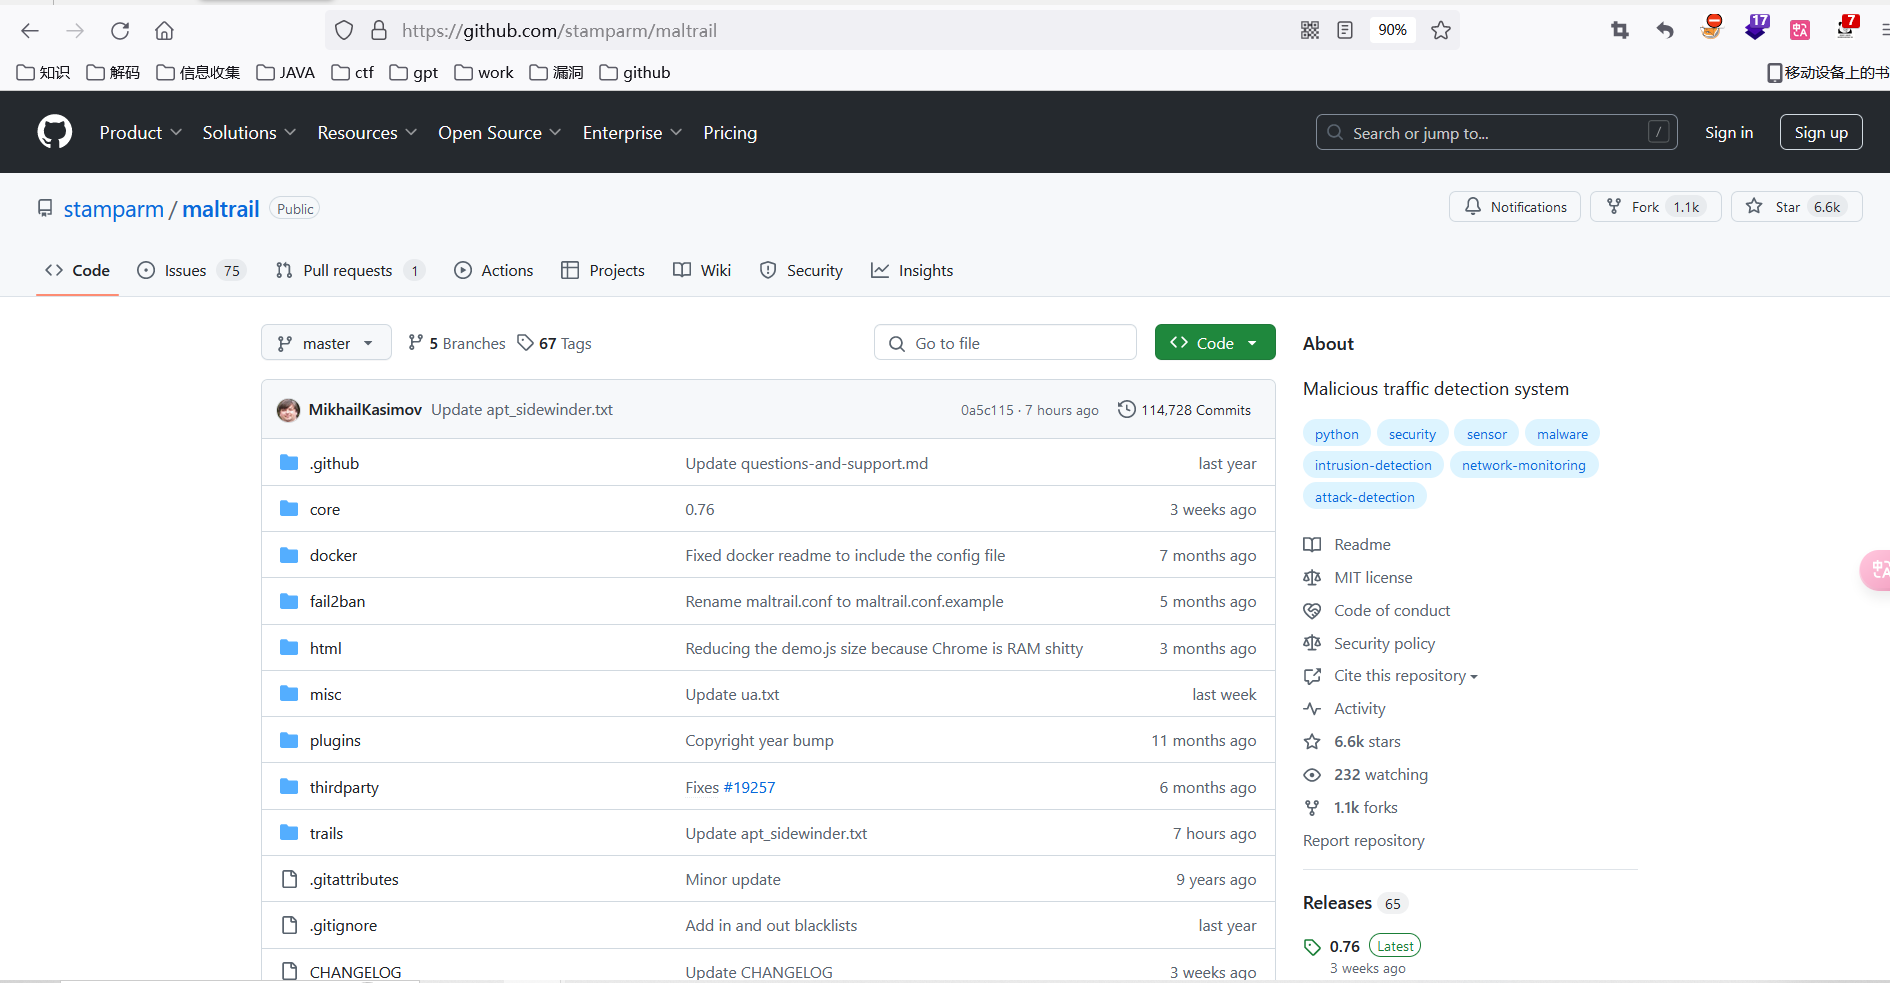 https://github.com/stamparm/maltrail 90% 17 7
知识 解码 信息收集 JAVA ctf gpt work 漏洞 github 移动设备上的书
Product Solutions Resources Open Source Enterprise Pricing Search or jump to... / Sign in Sign up
stamparm / maltrail Public Notifications Fork 1.1k Star 6.6k
Code Issues 75 Pull requests 1 Actions Projects Wiki Security Insights
master 5 Branches 67 Tags Go to file Code
MikhailKasimov Update apt_sidewinder.txt 0a5c115 · 7 hours ago 114,728 Commits
.github Update questions-and-support.md last year
core 0.76 3 weeks ago
docker Fixed docker readme to include the config file 7 months ago
fail2ban Rename maltrail.conf to maltrail.conf.example 5 months ago
html Reducing the demo.js size because Chrome is RAM shitty 3 months ago
misc Update ua.txt last week
plugins Copyright year bump 11 months ago
thirdparty Fixes #19257 6 months ago
trails Update apt_sidewinder.txt 7 hours ago
.gitattributes Minor update 9 years ago
.gitignore Add in and out blacklists last year
CHANGELOG Update CHANGELOG 3 weeks ago
About
Malicious traffic detection system
python security sensor malware
intrusion-detection network-monitoring
attack-detection
Readme
MIT license
Code of conduct
Security policy
Cite this repository
Activity
6.6k stars
232 watching
1.1k forks
Report repository
Releases 65
0.76 Latest
3 weeks ago